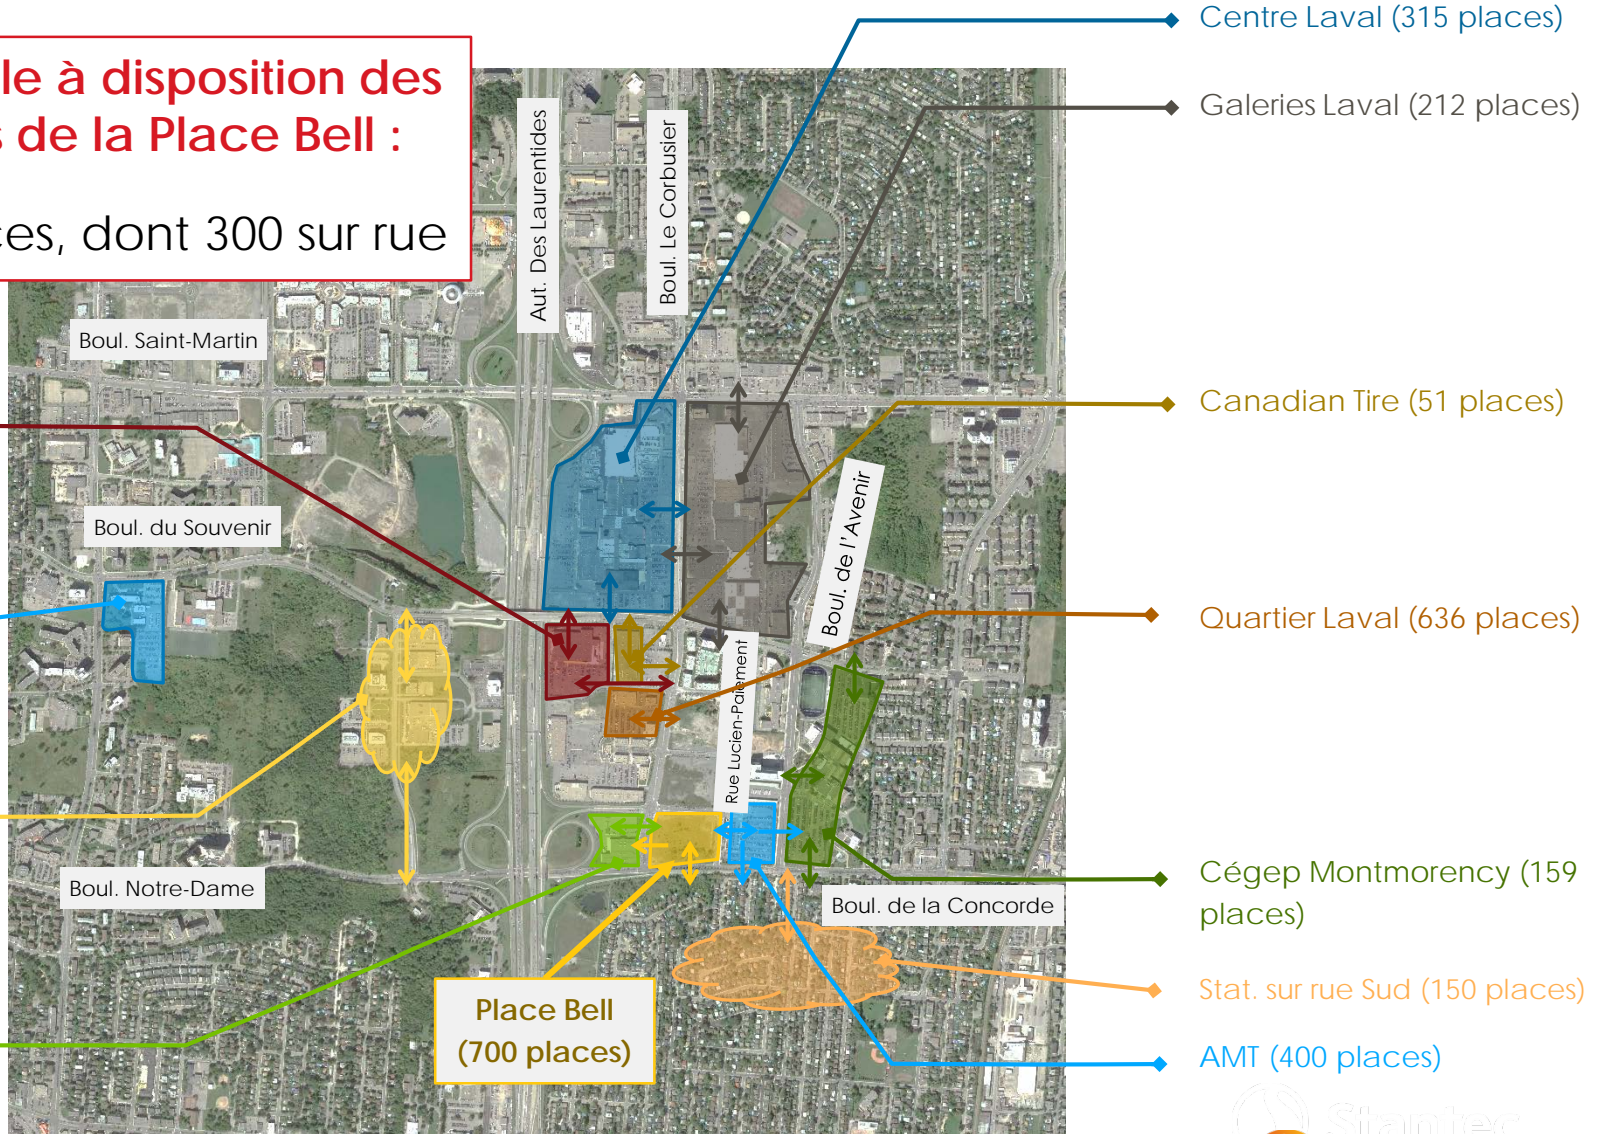 Centre Laval (315 places)
le à disposition des
s de la Place Bell :
ces, dont 300 sur rue
Galeries Laval (212 places)
Aut. Des Laurentides
Boul. Le Corbusier
Boul. Saint-Martin
Canadian Tire (51 places)
Boul. du Souvenir
Boul. de l'Avenir
Quartier Laval (636 places)
Rue Lucien-Paiement
Boul. Notre-Dame
Cégep Montmorency (159
places)
Boul. de la Concorde
Place Bell
(700 places)
Stat. sur rue Sud (150 places)
AMT (400 places)
Stantec